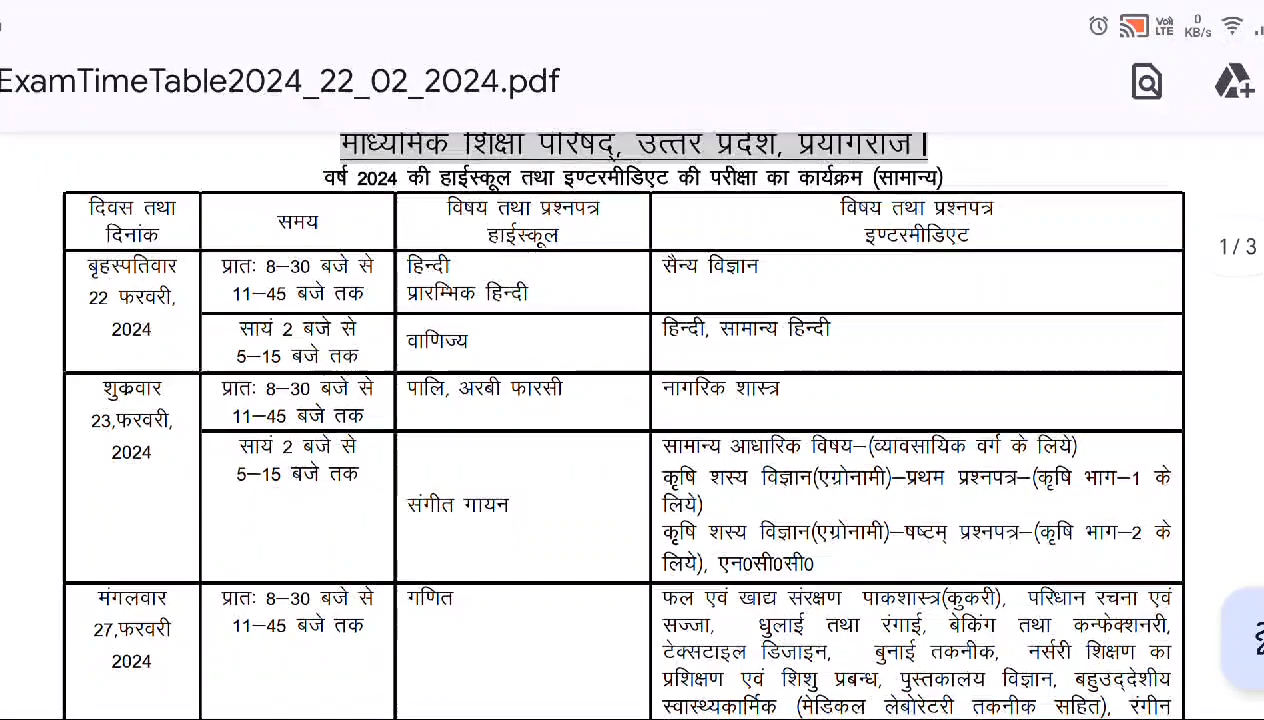 Vol LTE 0 KB/s
ExamTimeTable2024_22_02_2024.pdf
माध्यमिक शिक्षा परिषद्, उत्तर प्रदेश, प्रयागराज।
वर्ष 2024 की हाईस्कूल तथा इण्टरमीडिएट की परीक्षा का कार्यक्रम (सामान्य)
1/3
दिवस तथा
दिनांक
समय
विषय तथा प्रश्नपत्र
हाईस्कूल
विषय तथा प्रश्नपत्र
इण्टरमीडिएट
बृहस्पतिवार
22 फरवरी,
2024
प्रातः 8–30 बजे से
11–45 बजे तक
हिन्दी
प्रारम्भिक हिन्दी
सैन्य विज्ञान
सायं 2 बजे से
5–15 बजे तक
वाणिज्य
हिन्दी, सामान्य हिन्दी
शुक्रवार
23,फरवरी,
2024
प्रातः 8–30 बजे से
11–45 बजे तक
पालि, अरबी फारसी
नागरिक शास्त्र
सायं 2 बजे से
5–15 बजे तक
संगीत गायन
सामान्य आधारिक विषय–(व्यावसायिक वर्ग के लिये)
कृषि शस्य विज्ञान(एग्रोनामी)–प्रथम प्रश्नपत्र–(कृषि भाग–1 के
लिये)
कृषि शस्य विज्ञान(एग्रोनामी)–षष्टम् प्रश्नपत्र–(कृषि भाग–2 के
लिये), एन0सी0सी0
मंगलवार
27,फरवरी
2024
प्रातः 8–30 बजे से
11–45 बजे तक
गणित
फल एवं खाद्य संरक्षण पाकशास्त्र(कुकरी), परिधान रचना एवं
सज्जा, धुलाई तथा रंगाई, बेकिंग तथा कन्फेक्शनरी,
टेक्सटाइल डिजाइन, बुनाई तकनीक, नर्सरी शिक्षण का
प्रशिक्षण एवं शिशु प्रबन्ध, पुस्तकालय विज्ञान, बहुउद्देशीय
स्वास्थ्यकार्मिक (मेडिकल लेबोरेटरी तकनीक सहित), रंगीन